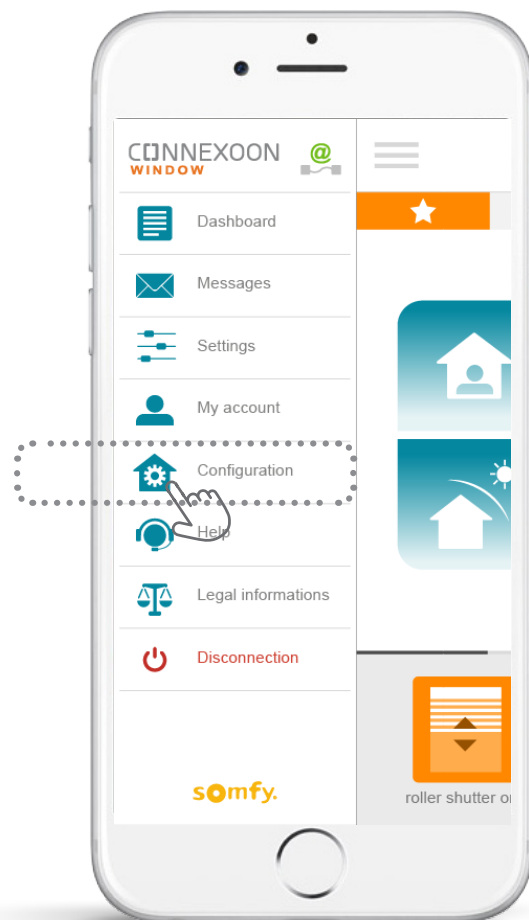 CONNEXOON
WINDOW
@
Dashboard
Messages
Settings
My account
Configuration
Help
Legal informations
Disconnection
somfy.
roller shutter